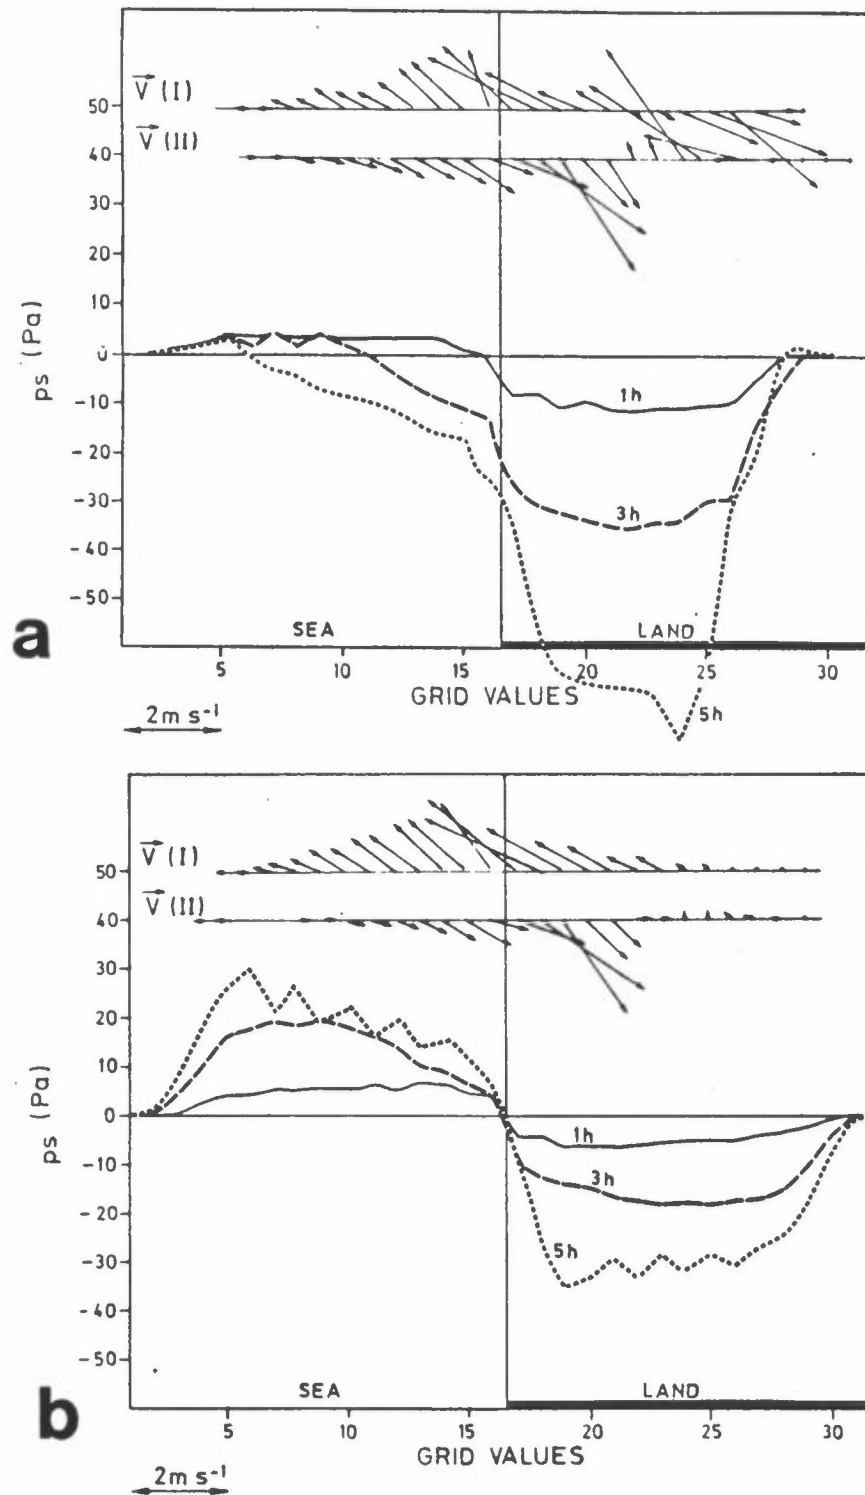 V (I)
V (II)
50
40
30
20
10
0
-10
-20
-30
-40
-50
ps (Pa)
1h
3h
5h
SEA
LAND
5
10
15
20
25
30
GRID VALUES
2m s⁻¹
a
V (I)
V (II)
50
40
30
20
10
0
-10
-20
-30
-40
-50
ps (Pa)
1h
3h
5h
SEA
LAND
5
10
15
20
25
30
GRID VALUES
2m s⁻¹
b